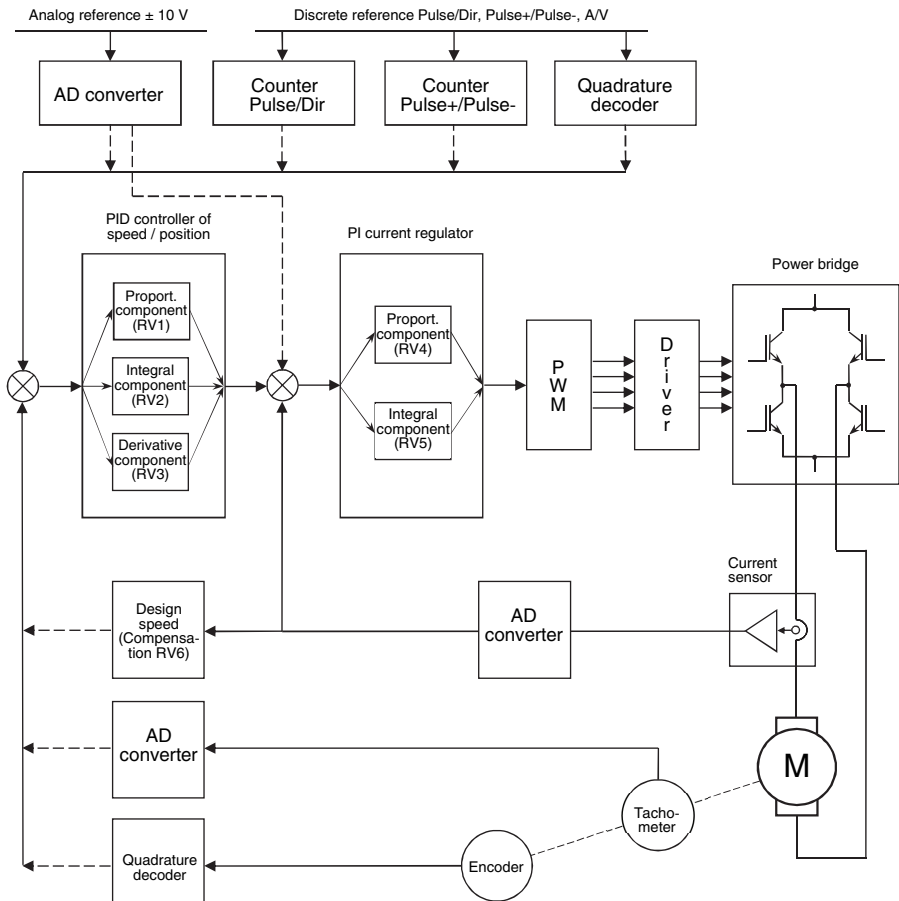 Analog reference ± 10 V
Discrete reference Pulse/Dir, Pulse+/Pulse-, A/V
AD converter
Counter
Pulse/Dir
Counter
Pulse+/Pulse-
Quadrature
decoder
PID controller of
speed / position
PI current regulator
Power bridge
Proport.
component
(RV1)
Integral
component
(RV2)
Derivative
component
(RV3)
Proport.
component
(RV4)
Integral
component
(RV5)
P
W
M
D
r
i
v
e
r
Current
sensor
Design
speed
(Compensa-
tion RV6)
AD
converter
AD
converter
M
Tacho-
meter
Quadrature
decoder
Encoder